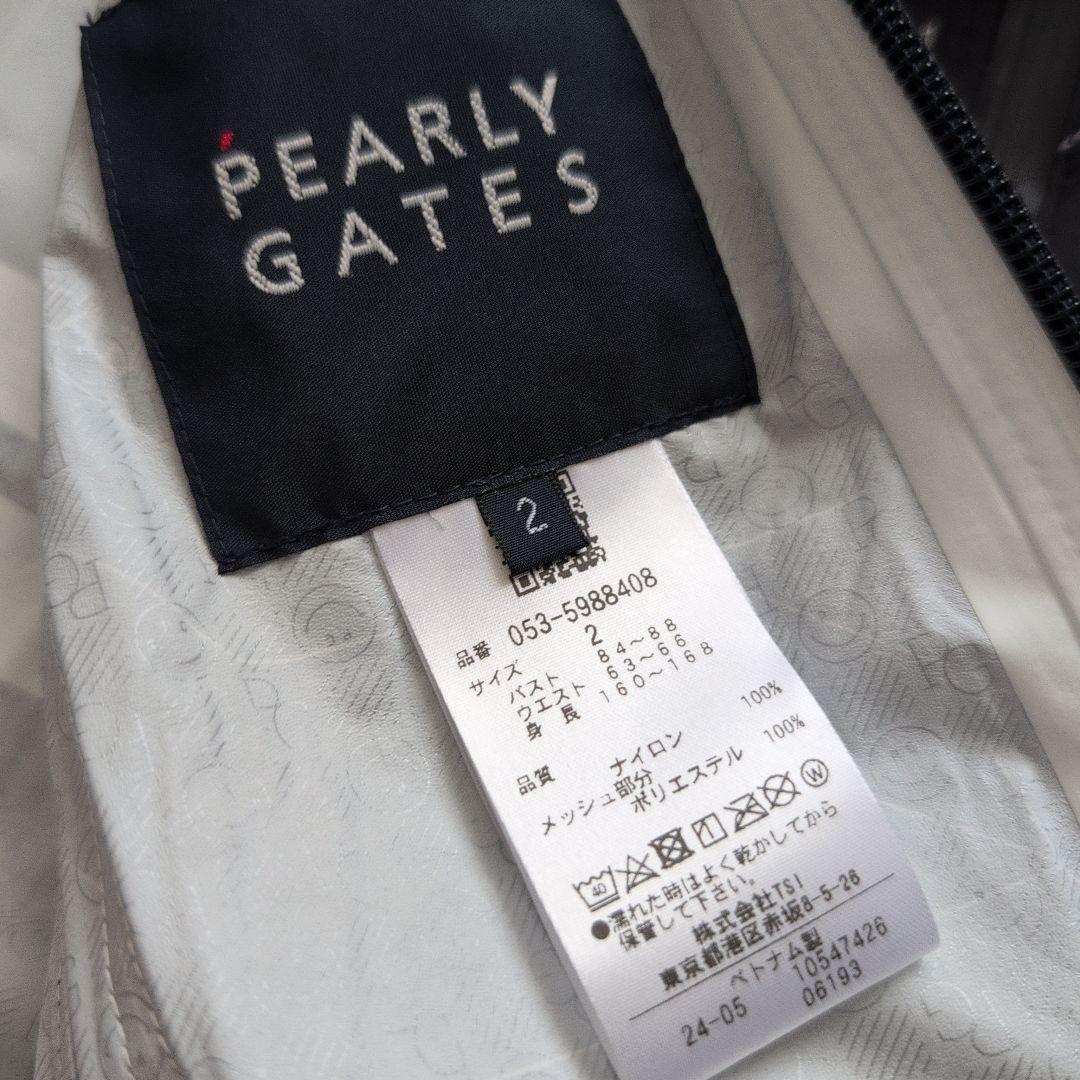 PEARLY
GATES
2
品番 053-5988408
サイズ 2
バスト 84～88
ウエスト 63～66
身長 160～168
品質 ナイロン 100%
メッシュ部分
ポリエステル 100%
40 W
●濡れた時はよく乾かしてから
保管して下さい。
株式会社TSI
東京都港区赤坂8-5-26
ベトナム製
10547426
24-05 06193
PG